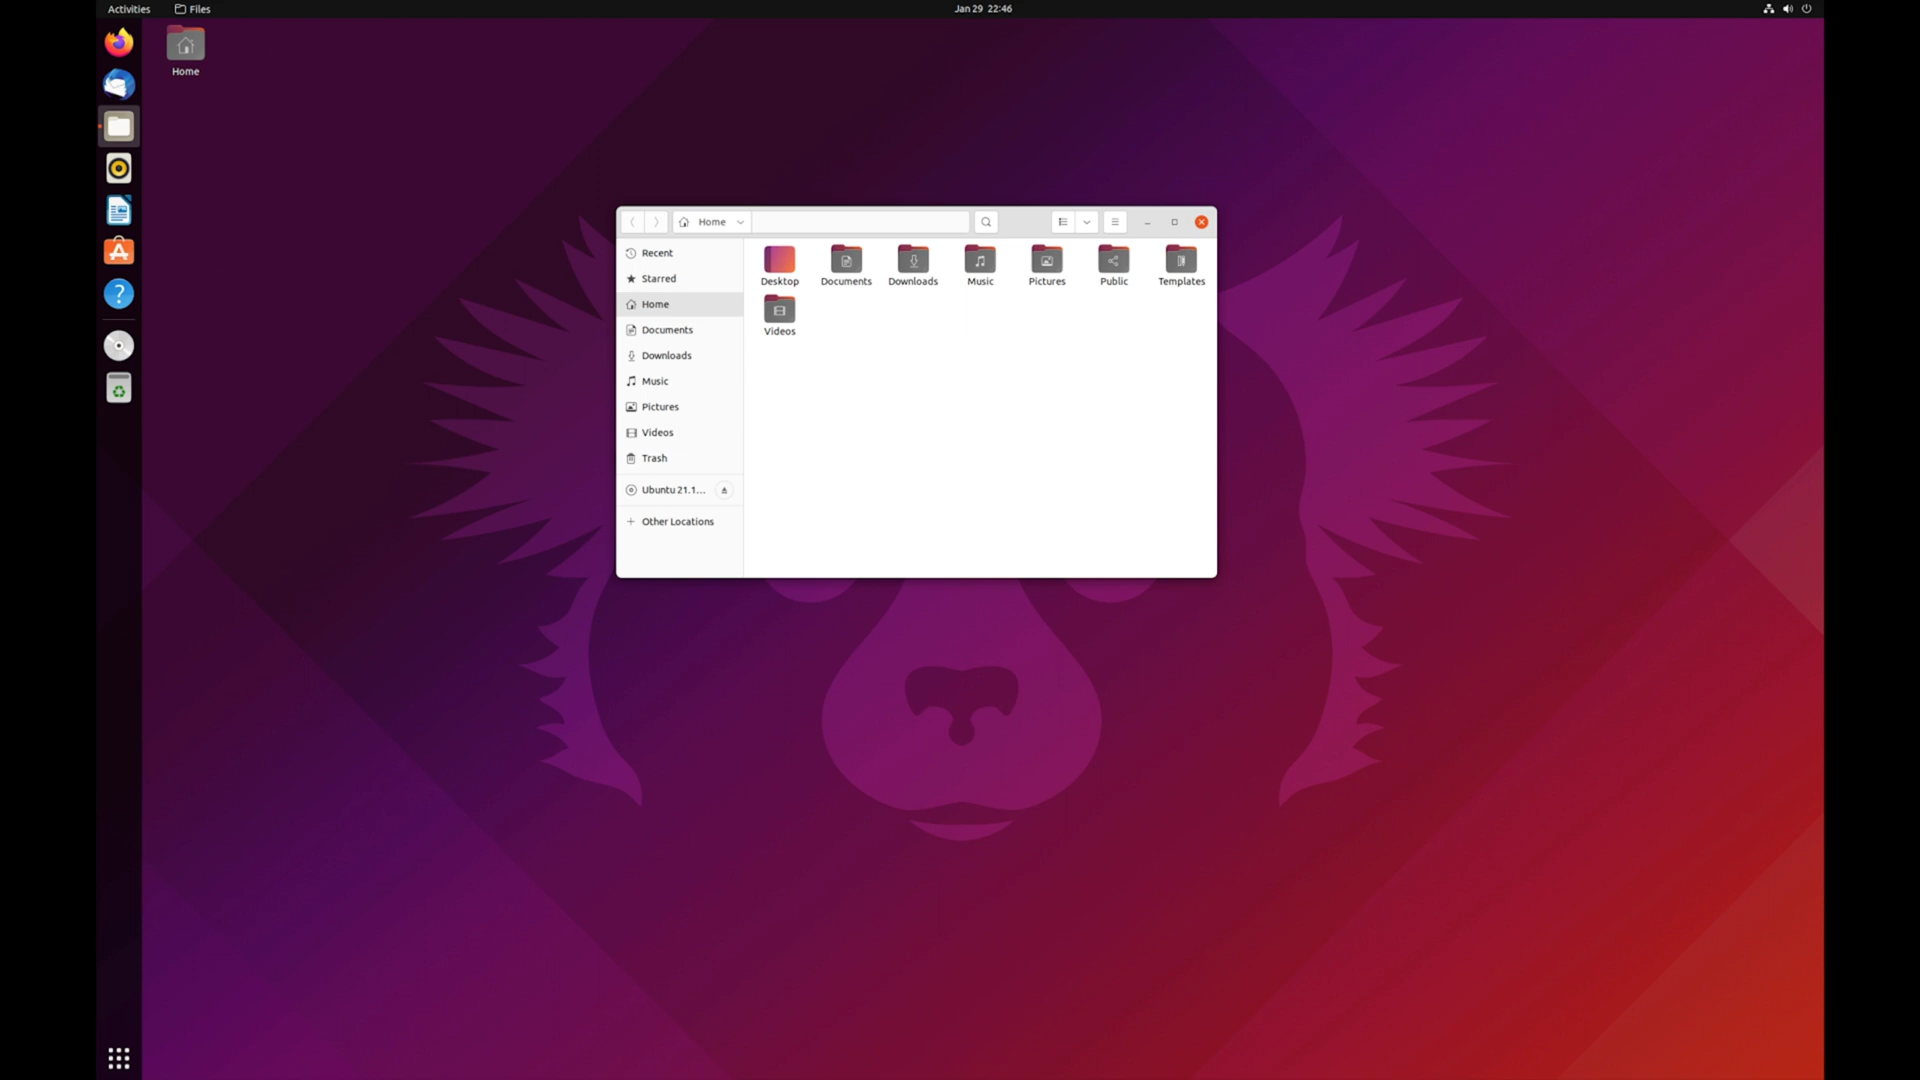 Activities
Files
Jan 29 22:46
Home
Home
Recent
Starred
Home
Documents
Downloads
Music
Pictures
Videos
Trash
Ubuntu 21.1...
Other Locations
Desktop
Documents
Downloads
Music
Pictures
Public
Templates
Videos